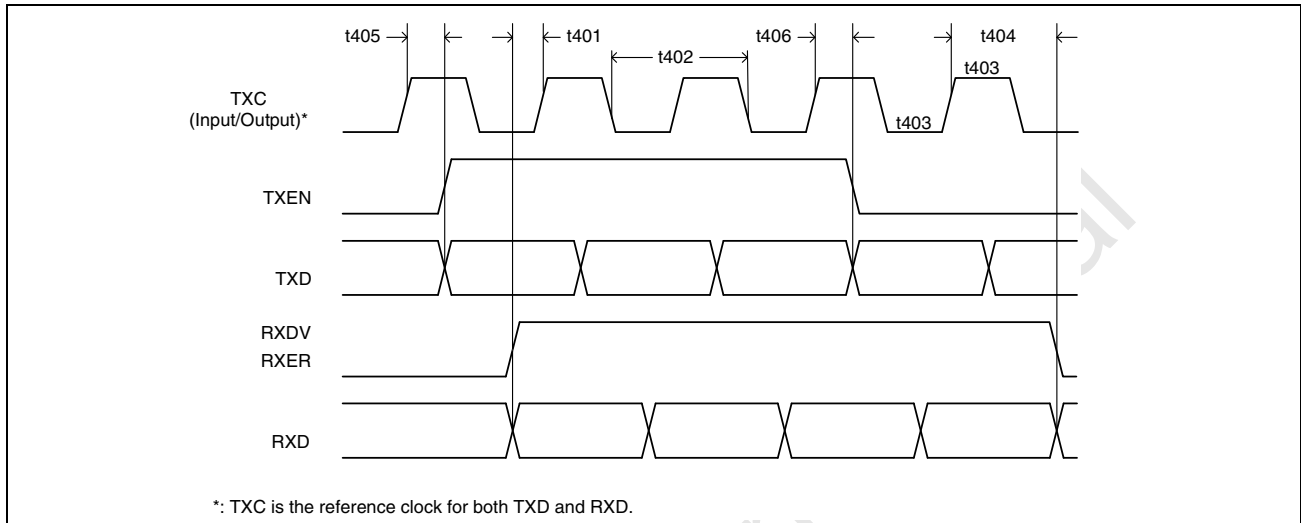 t405
t401
t402
t406
t404
t403
TXC
(Input/Output)*
t403
TXEN
TXD
RXDV
RXER
RXD
*: TXC is the reference clock for both TXD and RXD.